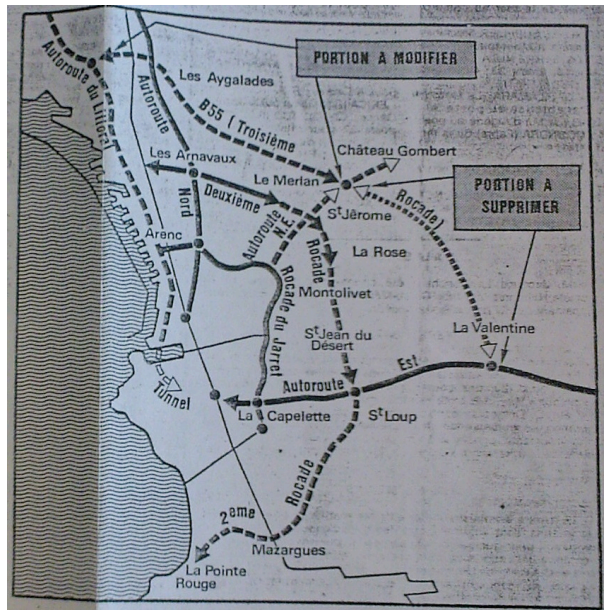 PORTION A MODIFIER
Autoroute du Littoral
Autoroute
Nord
Les Aygalades
B55 (Troisième
Rocade)
Château Gombert
PORTION A
SUPPRIMER
Les Arnavaux
Le Merlan
Deuxième
Rocade
St Jérome
Autoroute
N.E.
Arenc
La Rose
Rocade du Jarret
Montolivet
St Jean du
Désert
La Valentine
Tunnel
Autoroute
Est
La Capelette
St Loup
Rocade
2eme
Mazargues
La Pointe
Rouge